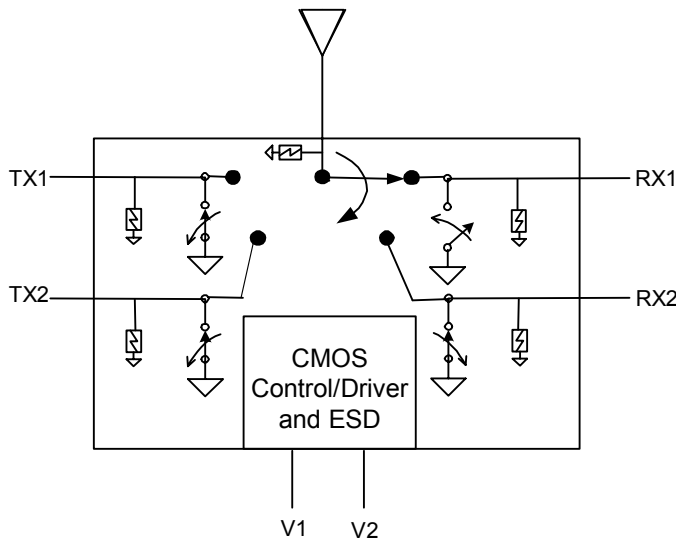 TX1
RX1
TX2
RX2
CMOS
Control/Driver
and ESD
V1
V2